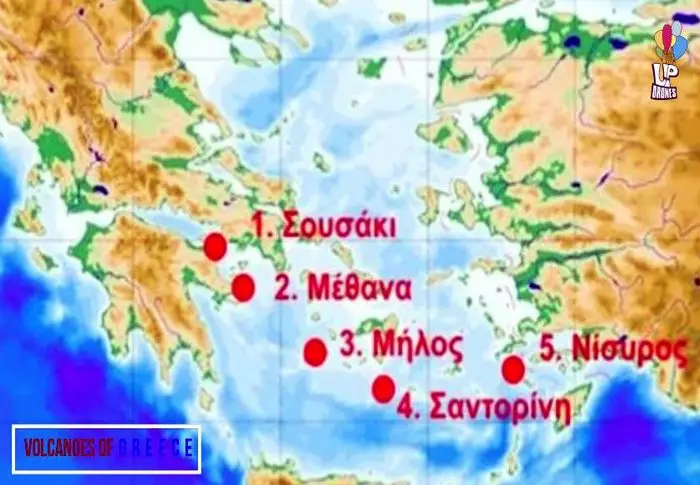 UP
DRONES
1. Σουσάκι
2. Μέθανα
3. Μήλος
5. Νίσυρος
4. Σαντορίνη
VOLCANOES OF GREECE